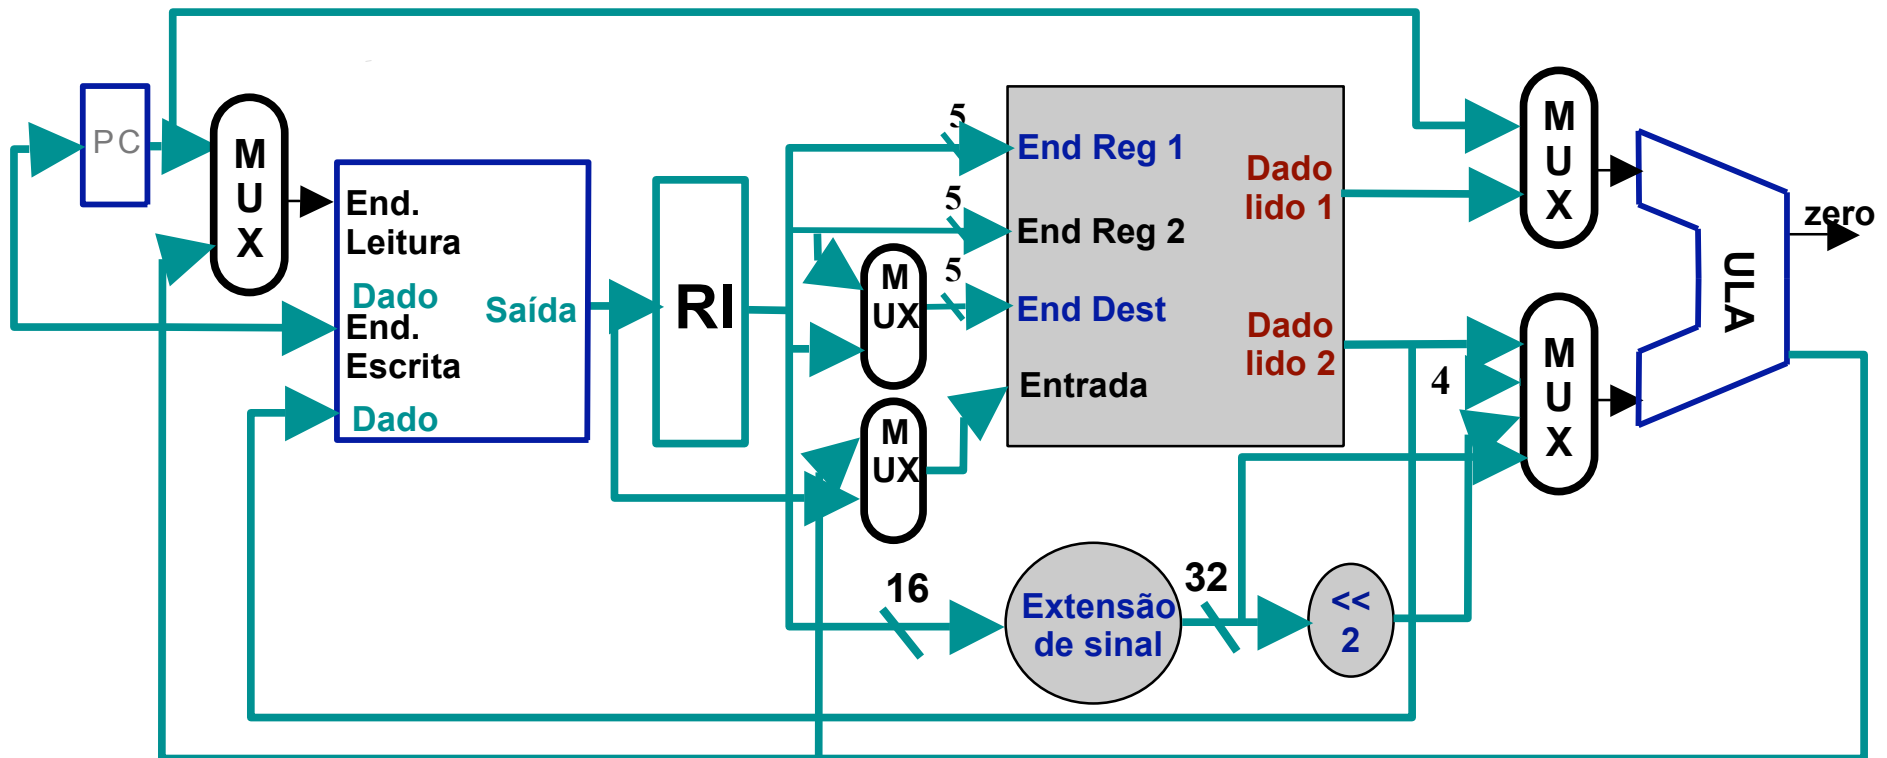 PC
M
U
X
End.
Leitura
Dado
End.
Escrita
Dado
Saída
RI
5
5
5
M
UX
M
UX
End Reg 1
End Reg 2
End Dest
Entrada
Dado
lido 1
Dado
lido 2
16
Extensão
de sinal
32
<<
2
4
M
U
X
M
U
X
ULA
zero